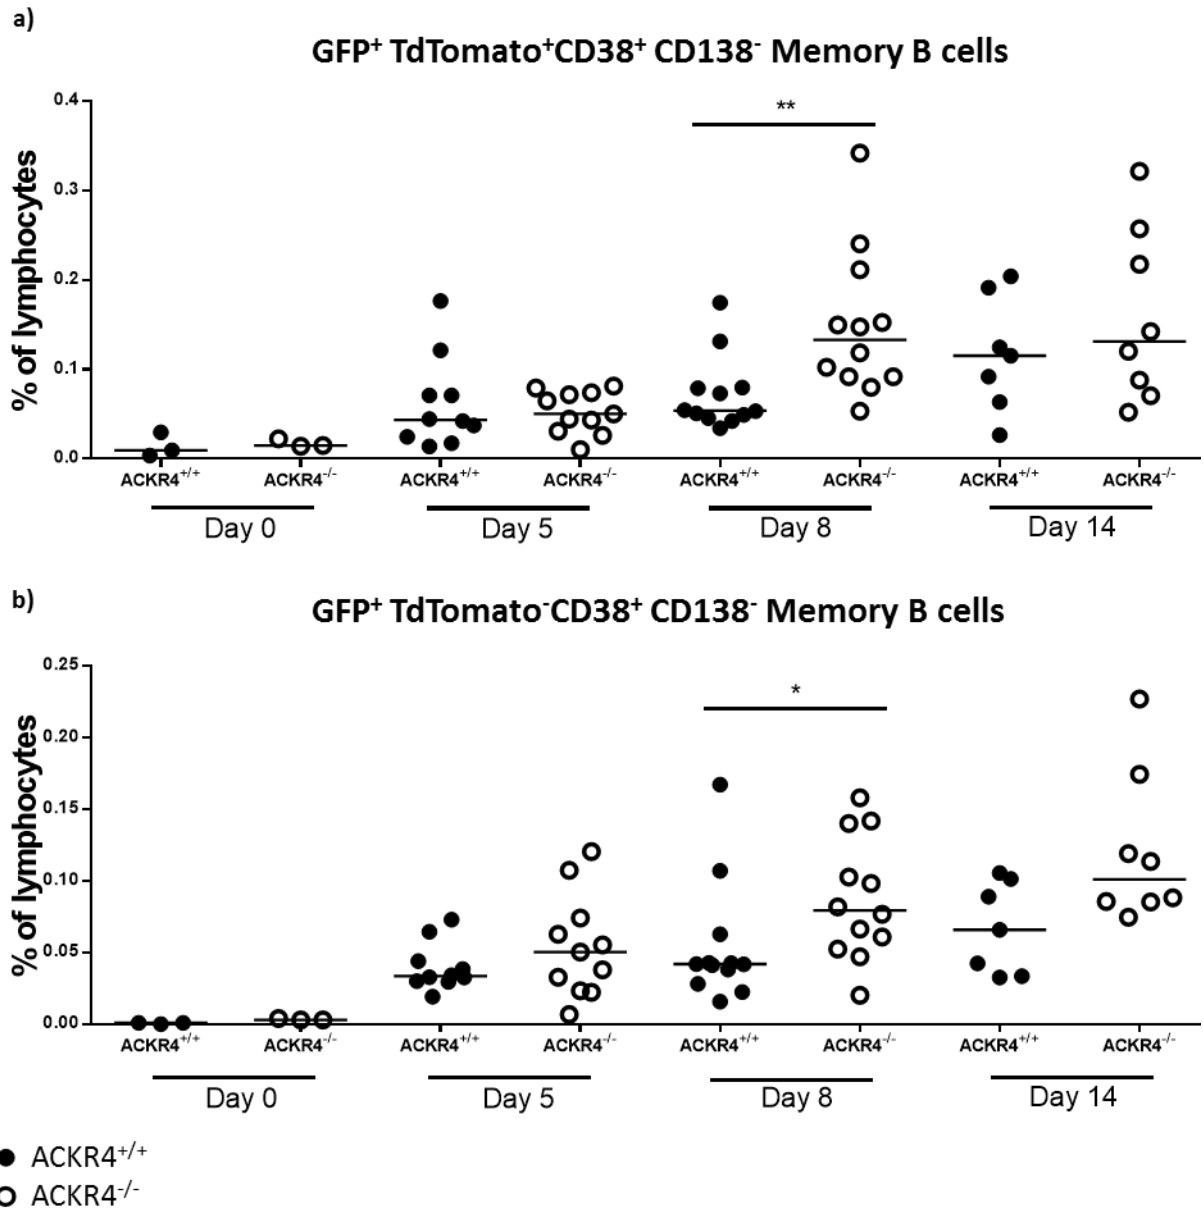 a)
GFP⁺ TdTomato⁺CD38⁺ CD138⁻ Memory B cells
0.4
**
0.3
% of lymphocytes
0.2
0.1
0.0
ACKR4⁺/⁺ ACKR4⁻/⁻ ACKR4⁺/⁺ ACKR4⁻/⁻ ACKR4⁺/⁺ ACKR4⁻/⁻ ACKR4⁺/⁺ ACKR4⁻/⁻
Day 0 Day 5 Day 8 Day 14
b)
GFP⁺ TdTomato⁻CD38⁺ CD138⁻ Memory B cells
0.25
*
0.20
% of lymphocytes
0.15
0.10
0.05
0.00
ACKR4⁺/⁺ ACKR4⁻/⁻ ACKR4⁺/⁺ ACKR4⁻/⁻ ACKR4⁺/⁺ ACKR4⁻/⁻ ACKR4⁺/⁺ ACKR4⁻/⁻
Day 0 Day 5 Day 8 Day 14
ACKR4⁺/⁺
ACKR4⁻/⁻